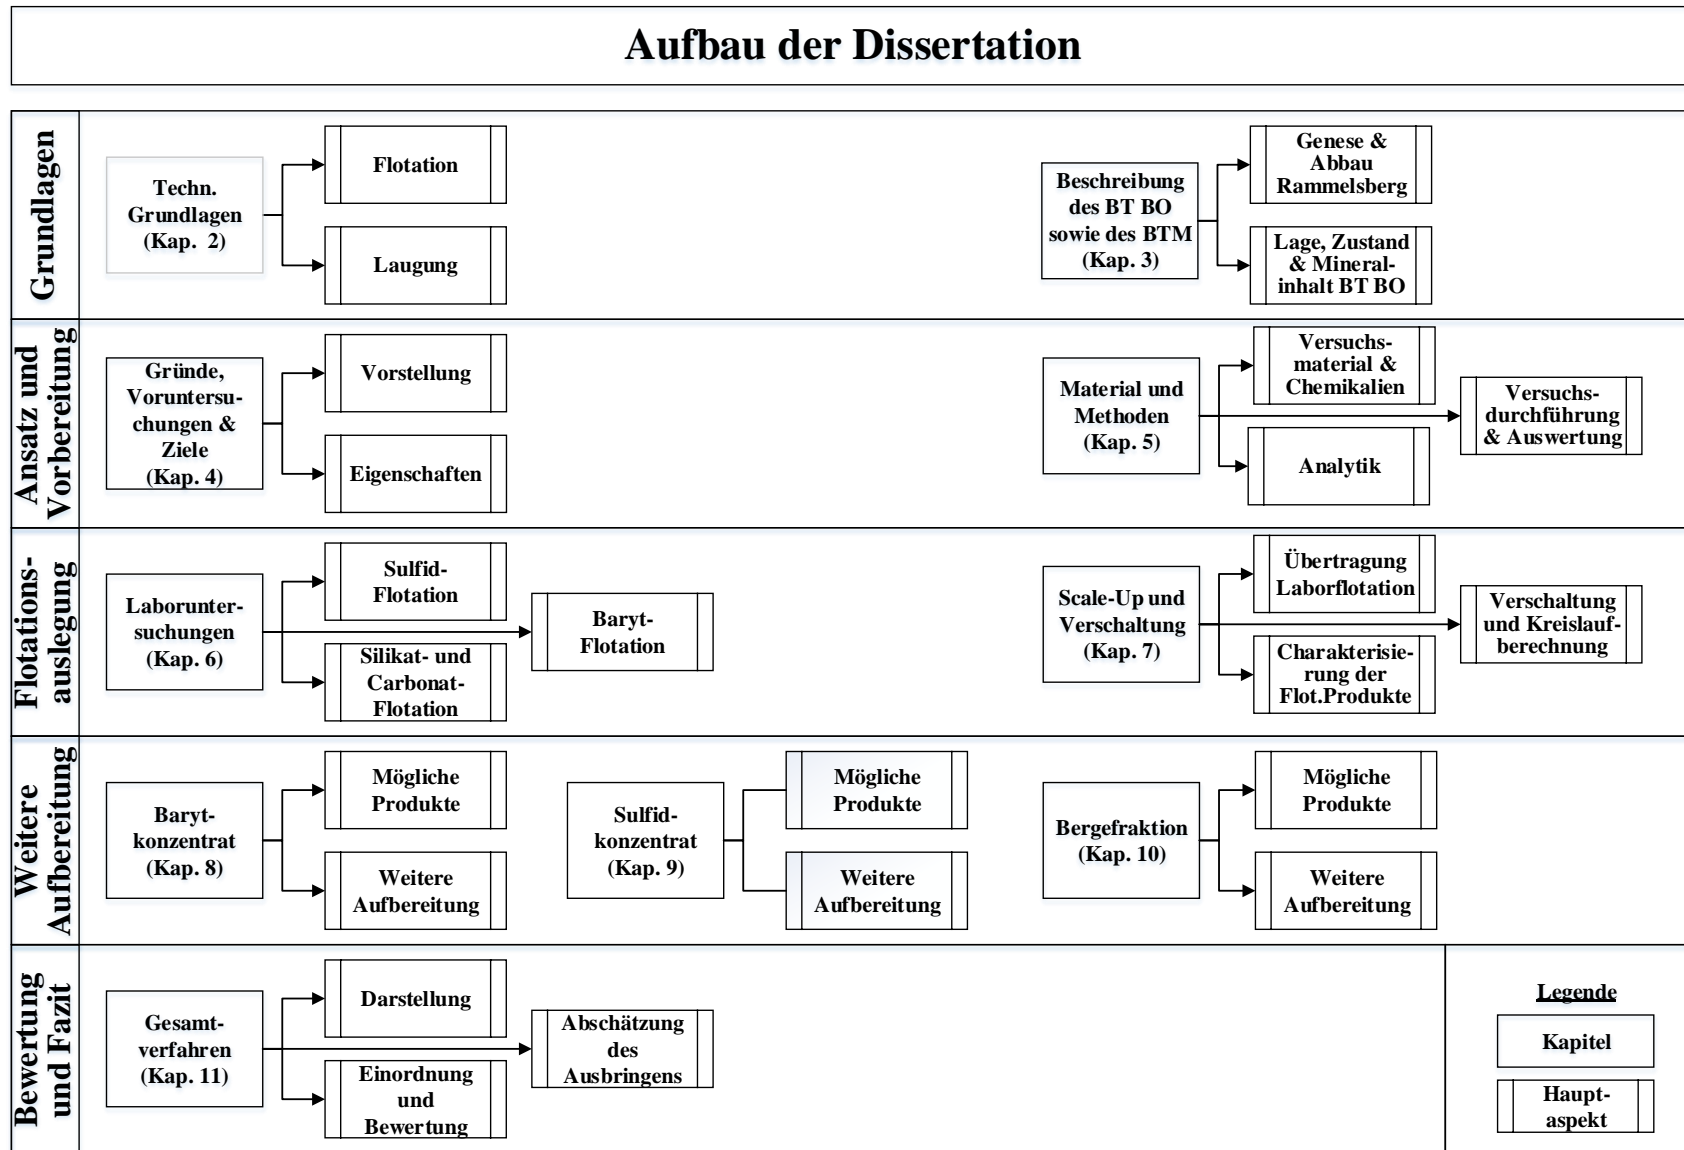 Aufbau der Dissertation
Grundlagen
Techn.
Grundlagen
(Kap. 2)
Flotation
Laugung
Beschreibung
des BT BO
sowie des BTM
(Kap. 3)
Genese &
Abbau
Rammelsberg
Lage, Zustand
& Mineral-
inhalt BT BO
Ansatz und
Vorbereitung
Gründe,
Voruntersu-
chungen &
Ziele
(Kap. 4)
Vorstellung
Eigenschaften
Material und
Methoden
(Kap. 5)
Versuchs-
material &
Chemikalien
Analytik
Versuchs-
durchführung
& Auswertung
Flotations-
auslegung
Laborunter-
suchungen
(Kap. 6)
Sulfid-
Flotation
Silikat- und
Carbonat-
Flotation
Baryt-
Flotation
Scale-Up und
Verschaltung
(Kap. 7)
Übertragung
Laborflotation
Charakterisie-
rung der
Flot.Produkte
Verschaltung
und Kreislauf-
berechnung
Weitere
Aufbereitung
Baryt-
konzentrat
(Kap. 8)
Mögliche
Produkte
Weitere
Aufbereitung
Sulfid-
konzentrat
(Kap. 9)
Mögliche
Produkte
Weitere
Aufbereitung
Bergefraktion
(Kap. 10)
Mögliche
Produkte
Weitere
Aufbereitung
Bewertung
und Fazit
Gesamt-
verfahren
(Kap. 11)
Darstellung
Einordnung
und
Bewertung
Abschätzung
des
Ausbringens
Legende
Kapitel
Haupt-
aspekt